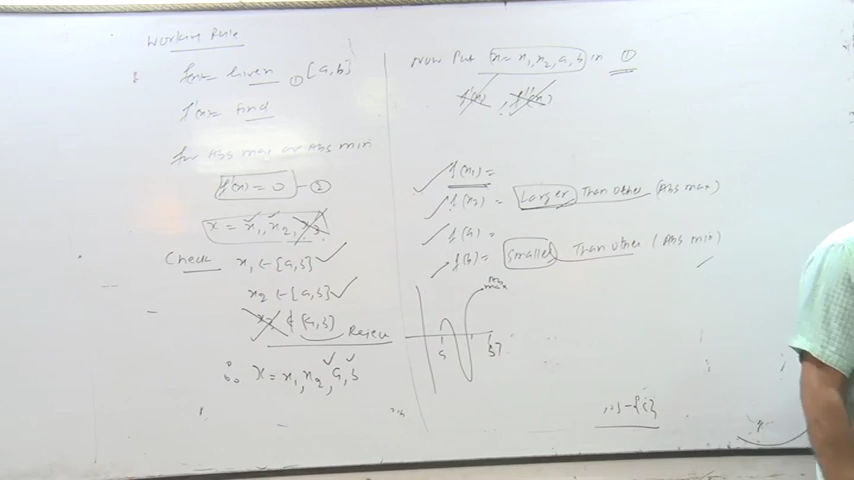 Working Rule
f(x) = Given ① [a,b]
f'(x) = find
for Abs max or Abs min
f'(x) = 0 — ②
x = x₁, x₂, x₃
Check x₁ ∈ [a,b] ✓
x₂ ∈ [a,b] ✓
x₃ ∉ [a,b] Reject
∴ x = x₁, x₂, a, b
Now Put x = x₁, x₂, a, b in ①
f'(x), f''(x)
f(x₁) =
f(x₂) = Larger Than other (Abs max)
f(a) =
f(b) = Smaller Than other (Abs min)
Abs max
a
b